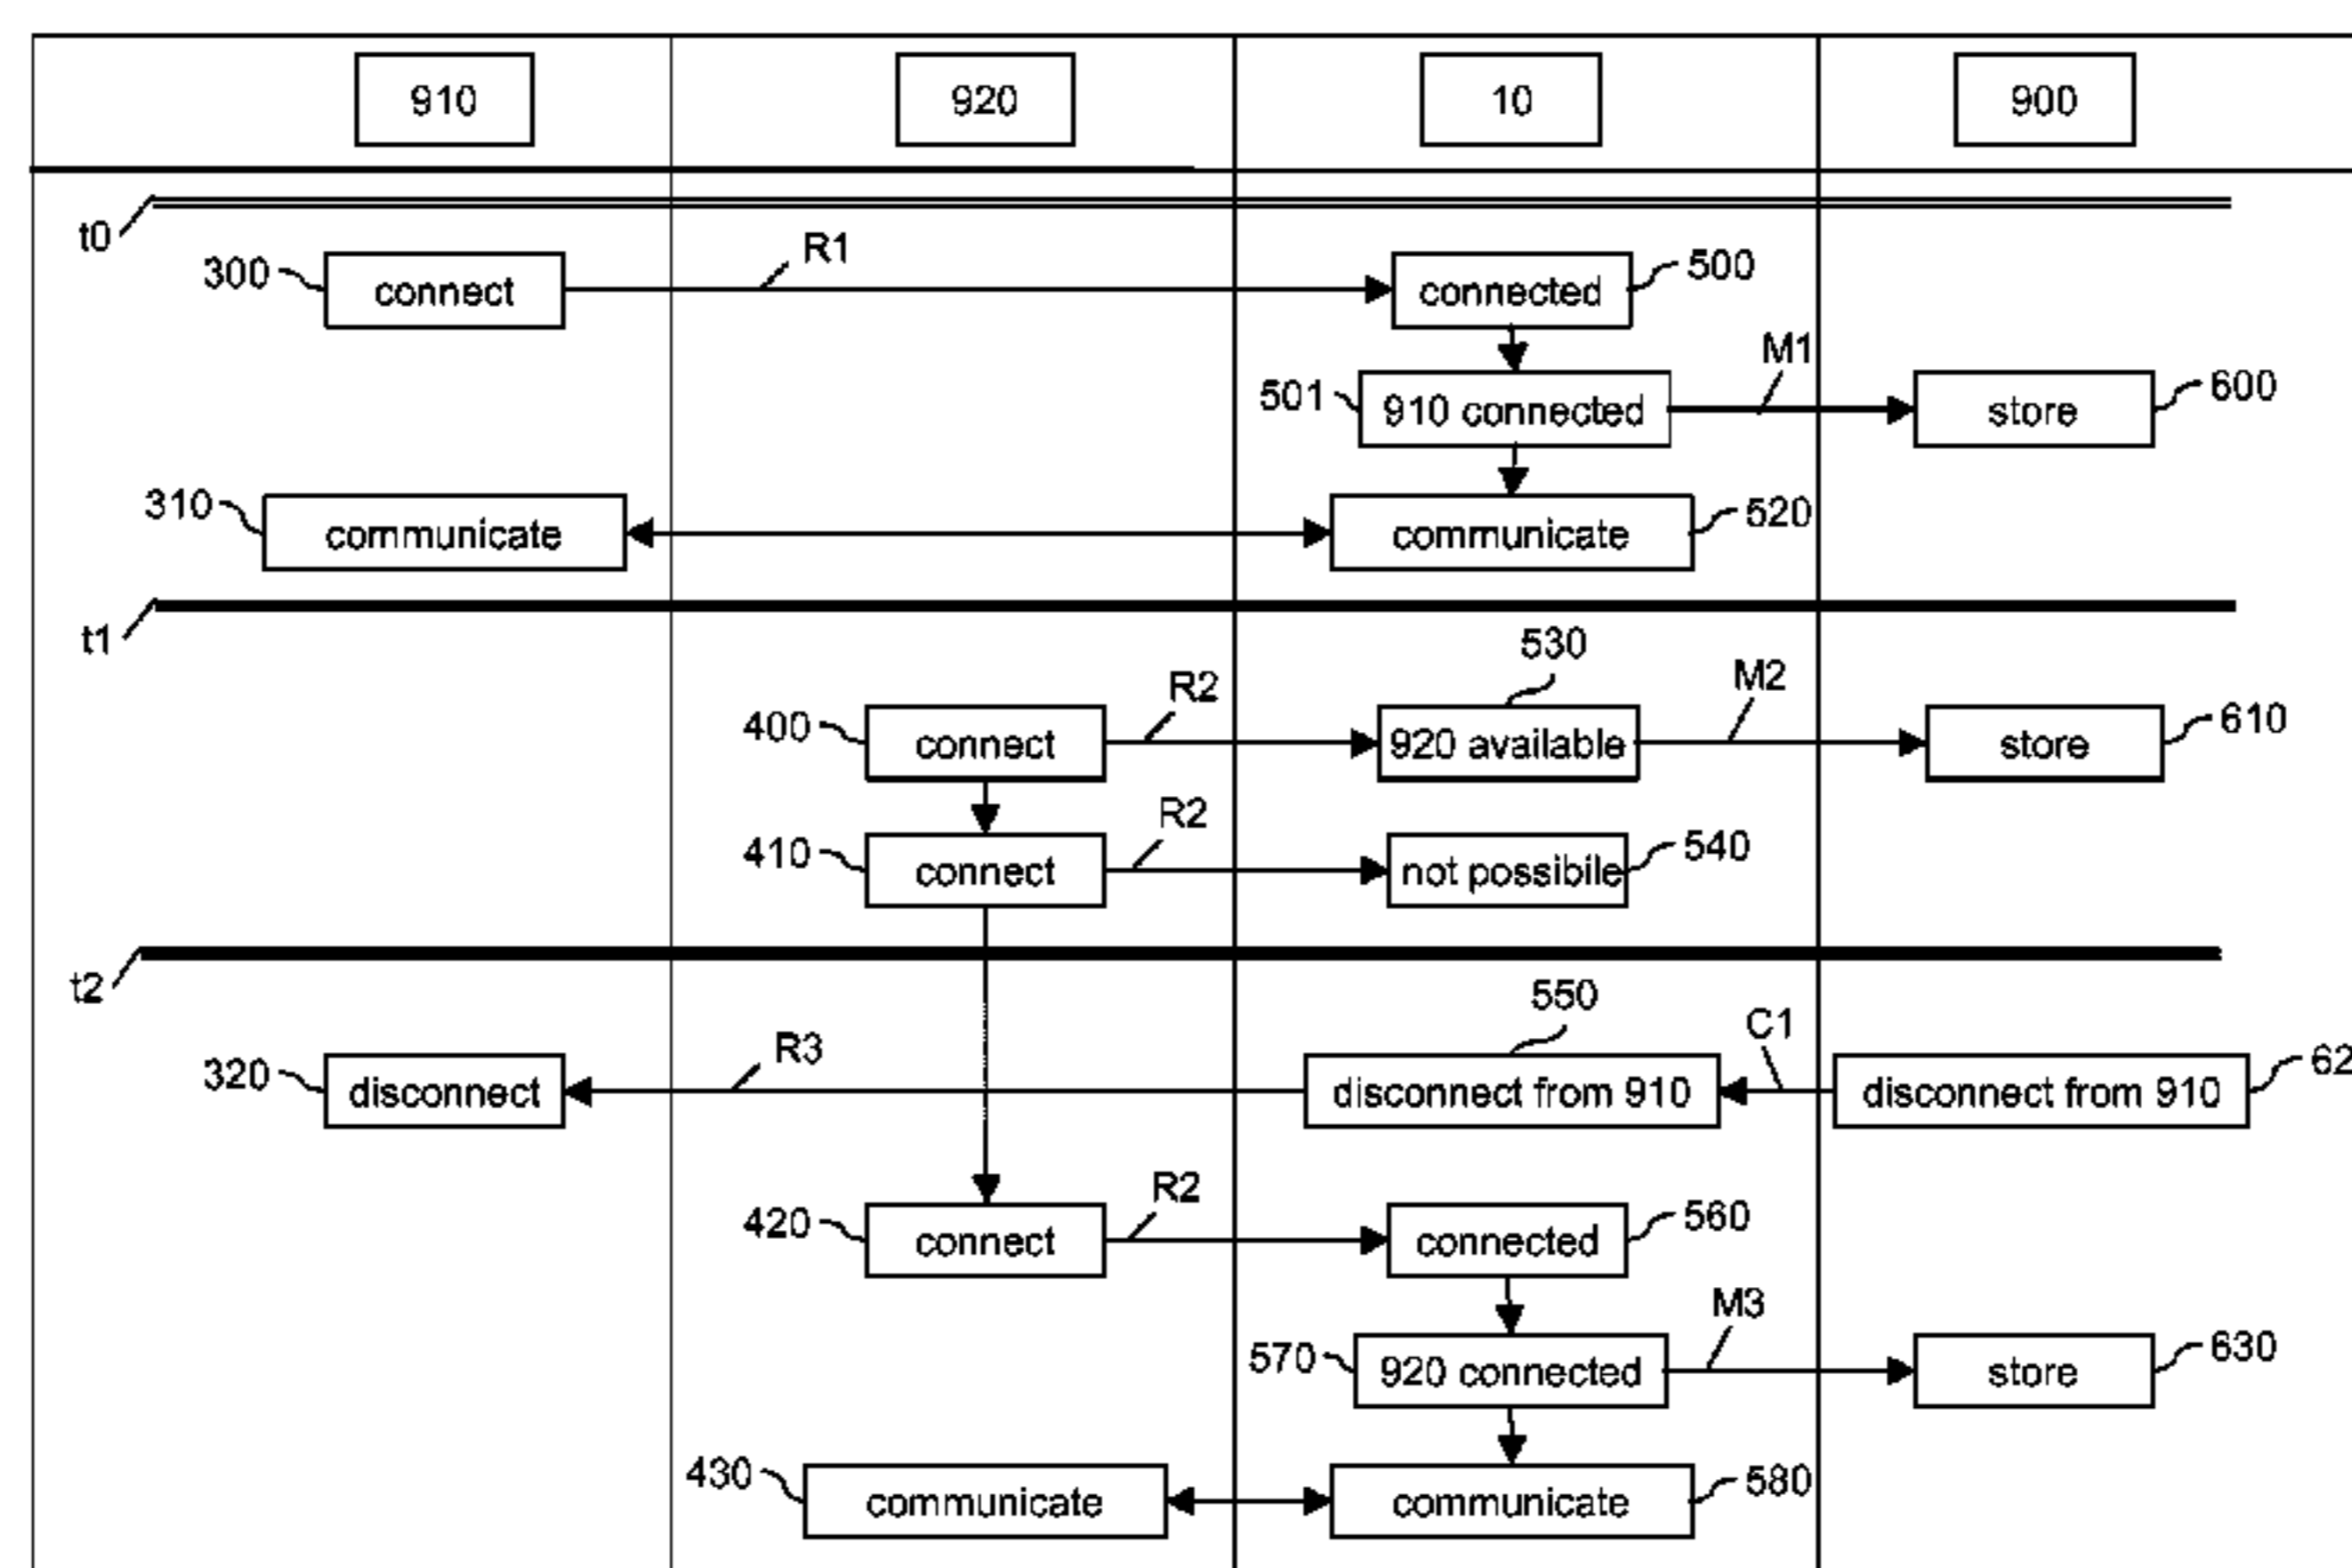 910 920 10 900
t0
300 connect R1 connected 500
M1
501 910 connected store 600
310 communicate communicate 520
t1
530
400 connect R2 920 available M2 store 610
410 connect R2 not possibile 540
t2
550
320 disconnect R3 disconnect from 910 C1 disconnect from 910 62
420 connect R2 connected 560
M3
570 920 connected store 630
430 communicate communicate 580